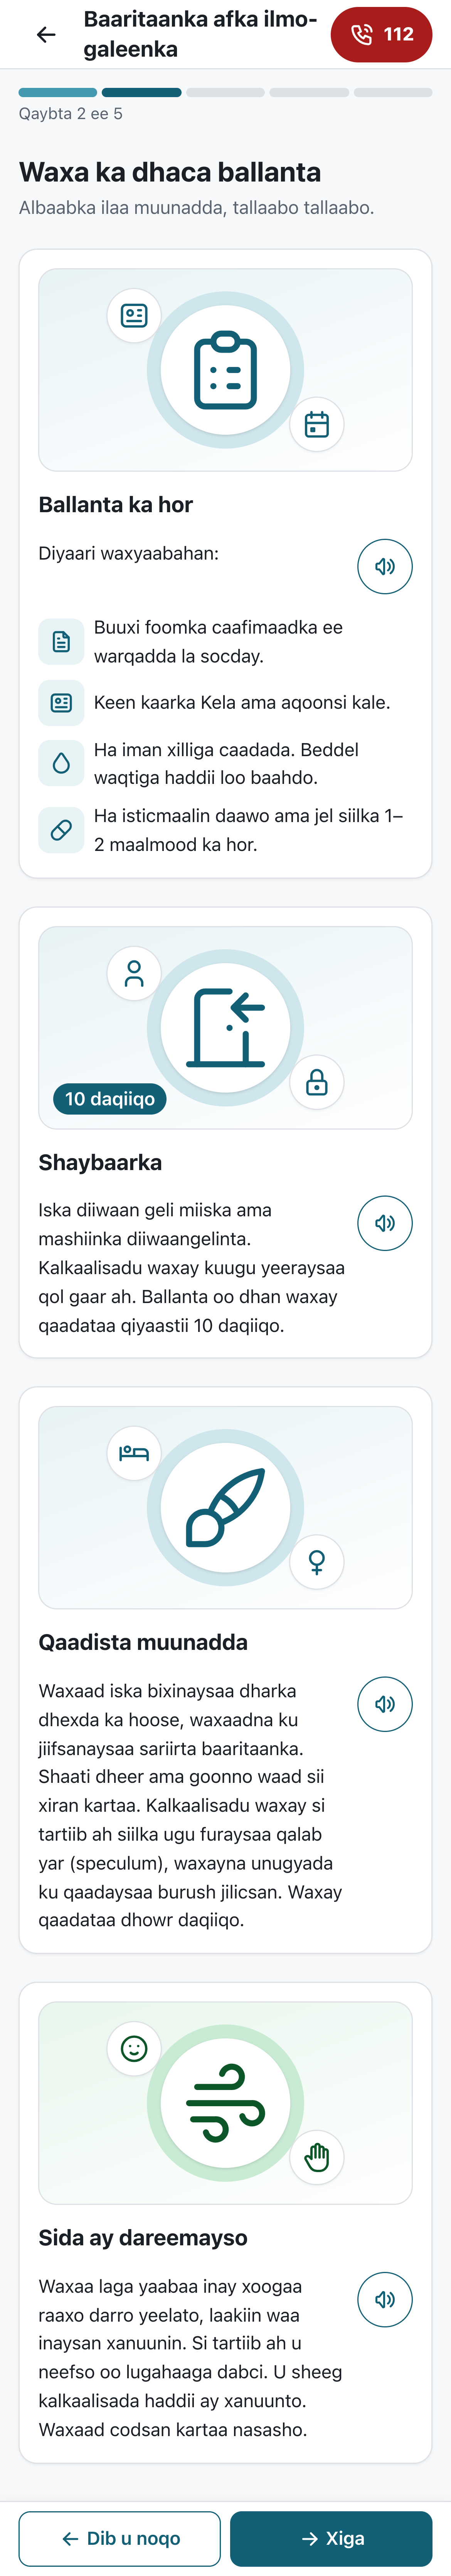 Baaritaanka afka ilmo-
galeenka
112
Qaybta 2 ee 5
Waxa ka dhaca ballanta
Albaabka ilaa muunadda, tallaabo tallaabo.
Ballanta ka hor
Diyaari waxyaabahan:
Buuxi foomka caafimaadka ee
warqadda la socday.
Keen kaarka Kela ama aqoonsi kale.
Ha iman xilliga caadada. Beddel
waqtiga haddii loo baahdo.
Ha isticmaalin daawo ama jel siilka 1–
2 maalmood ka hor.
10 daqiiqo
Shaybaarka
Iska diiwaan geli miiska ama
mashiinka diiwaangelinta.
Kalkaalisadu waxay kuugu yeeraysaa
qol gaar ah. Ballanta oo dhan waxay
qaadataa qiyaastii 10 daqiiqo.
Qaadista muunadda
Waxaad iska bixinaysaa dharka
dhexda ka hoose, waxaadna ku
jiifsanaysaa sariirta baaritaanka.
Shaati dheer ama goonno waad sii
xiran kartaa. Kalkaalisadu waxay si
tartiib ah siilka ugu furaysaa qalab
yar (speculum), waxayna unugyada
ku qaadaysaa burush jilicsan. Waxay
qaadataa dhowr daqiiqo.
Sida ay dareemayso
Waxaa laga yaabaa inay xoogaa
raaxo darro yeelato, laakiin waa
inaysan xanuunin. Si tartiib ah u
neefso oo lugahaaga dabci. U sheeg
kalkaalisada haddii ay xanuunto.
Waxaad codsan kartaa nasasho.
Dib u noqo
Xiga